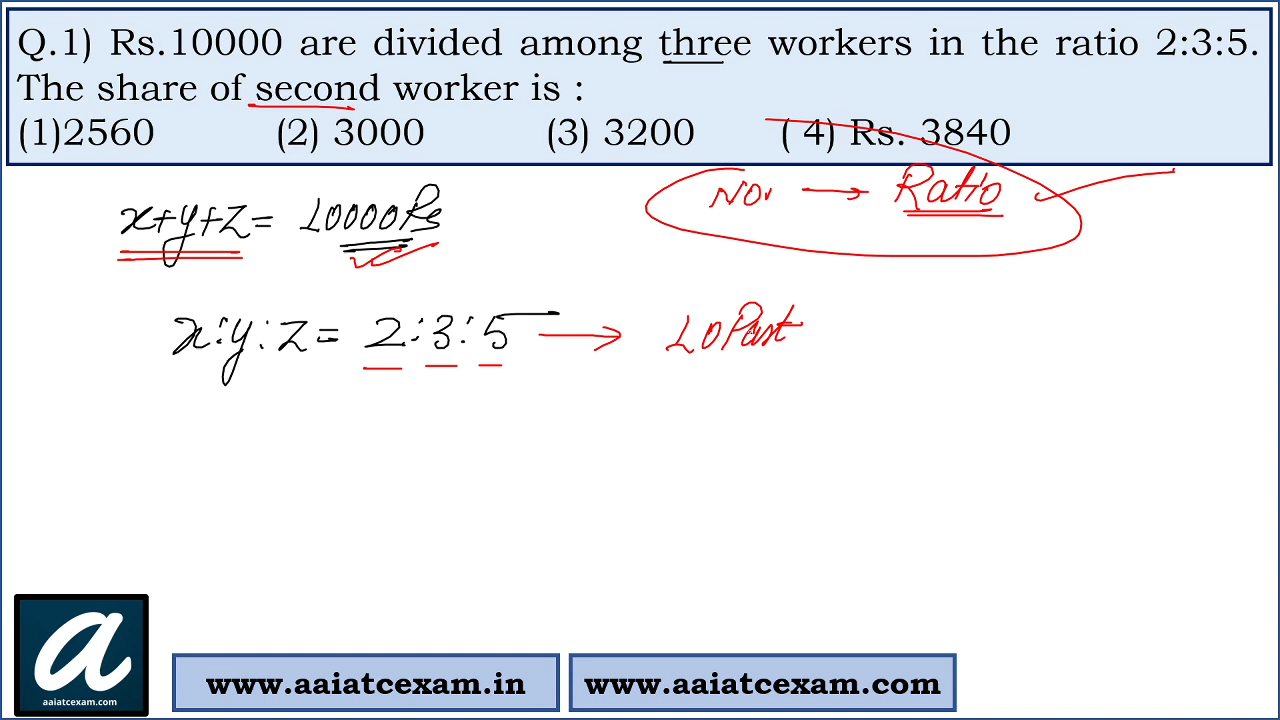 Q.1) Rs.10000 are divided among three workers in the ratio 2:3:5.
The share of second worker is :
(1)2560 (2) 3000 (3) 3200 ( 4) Rs. 3840
x+y+z= 10000Rs
No. → Ratio
x:y:z= 2:3:5 → 10Part
a
aaiatcexam.com
www.aaiatcexam.in
www.aaiatcexam.com